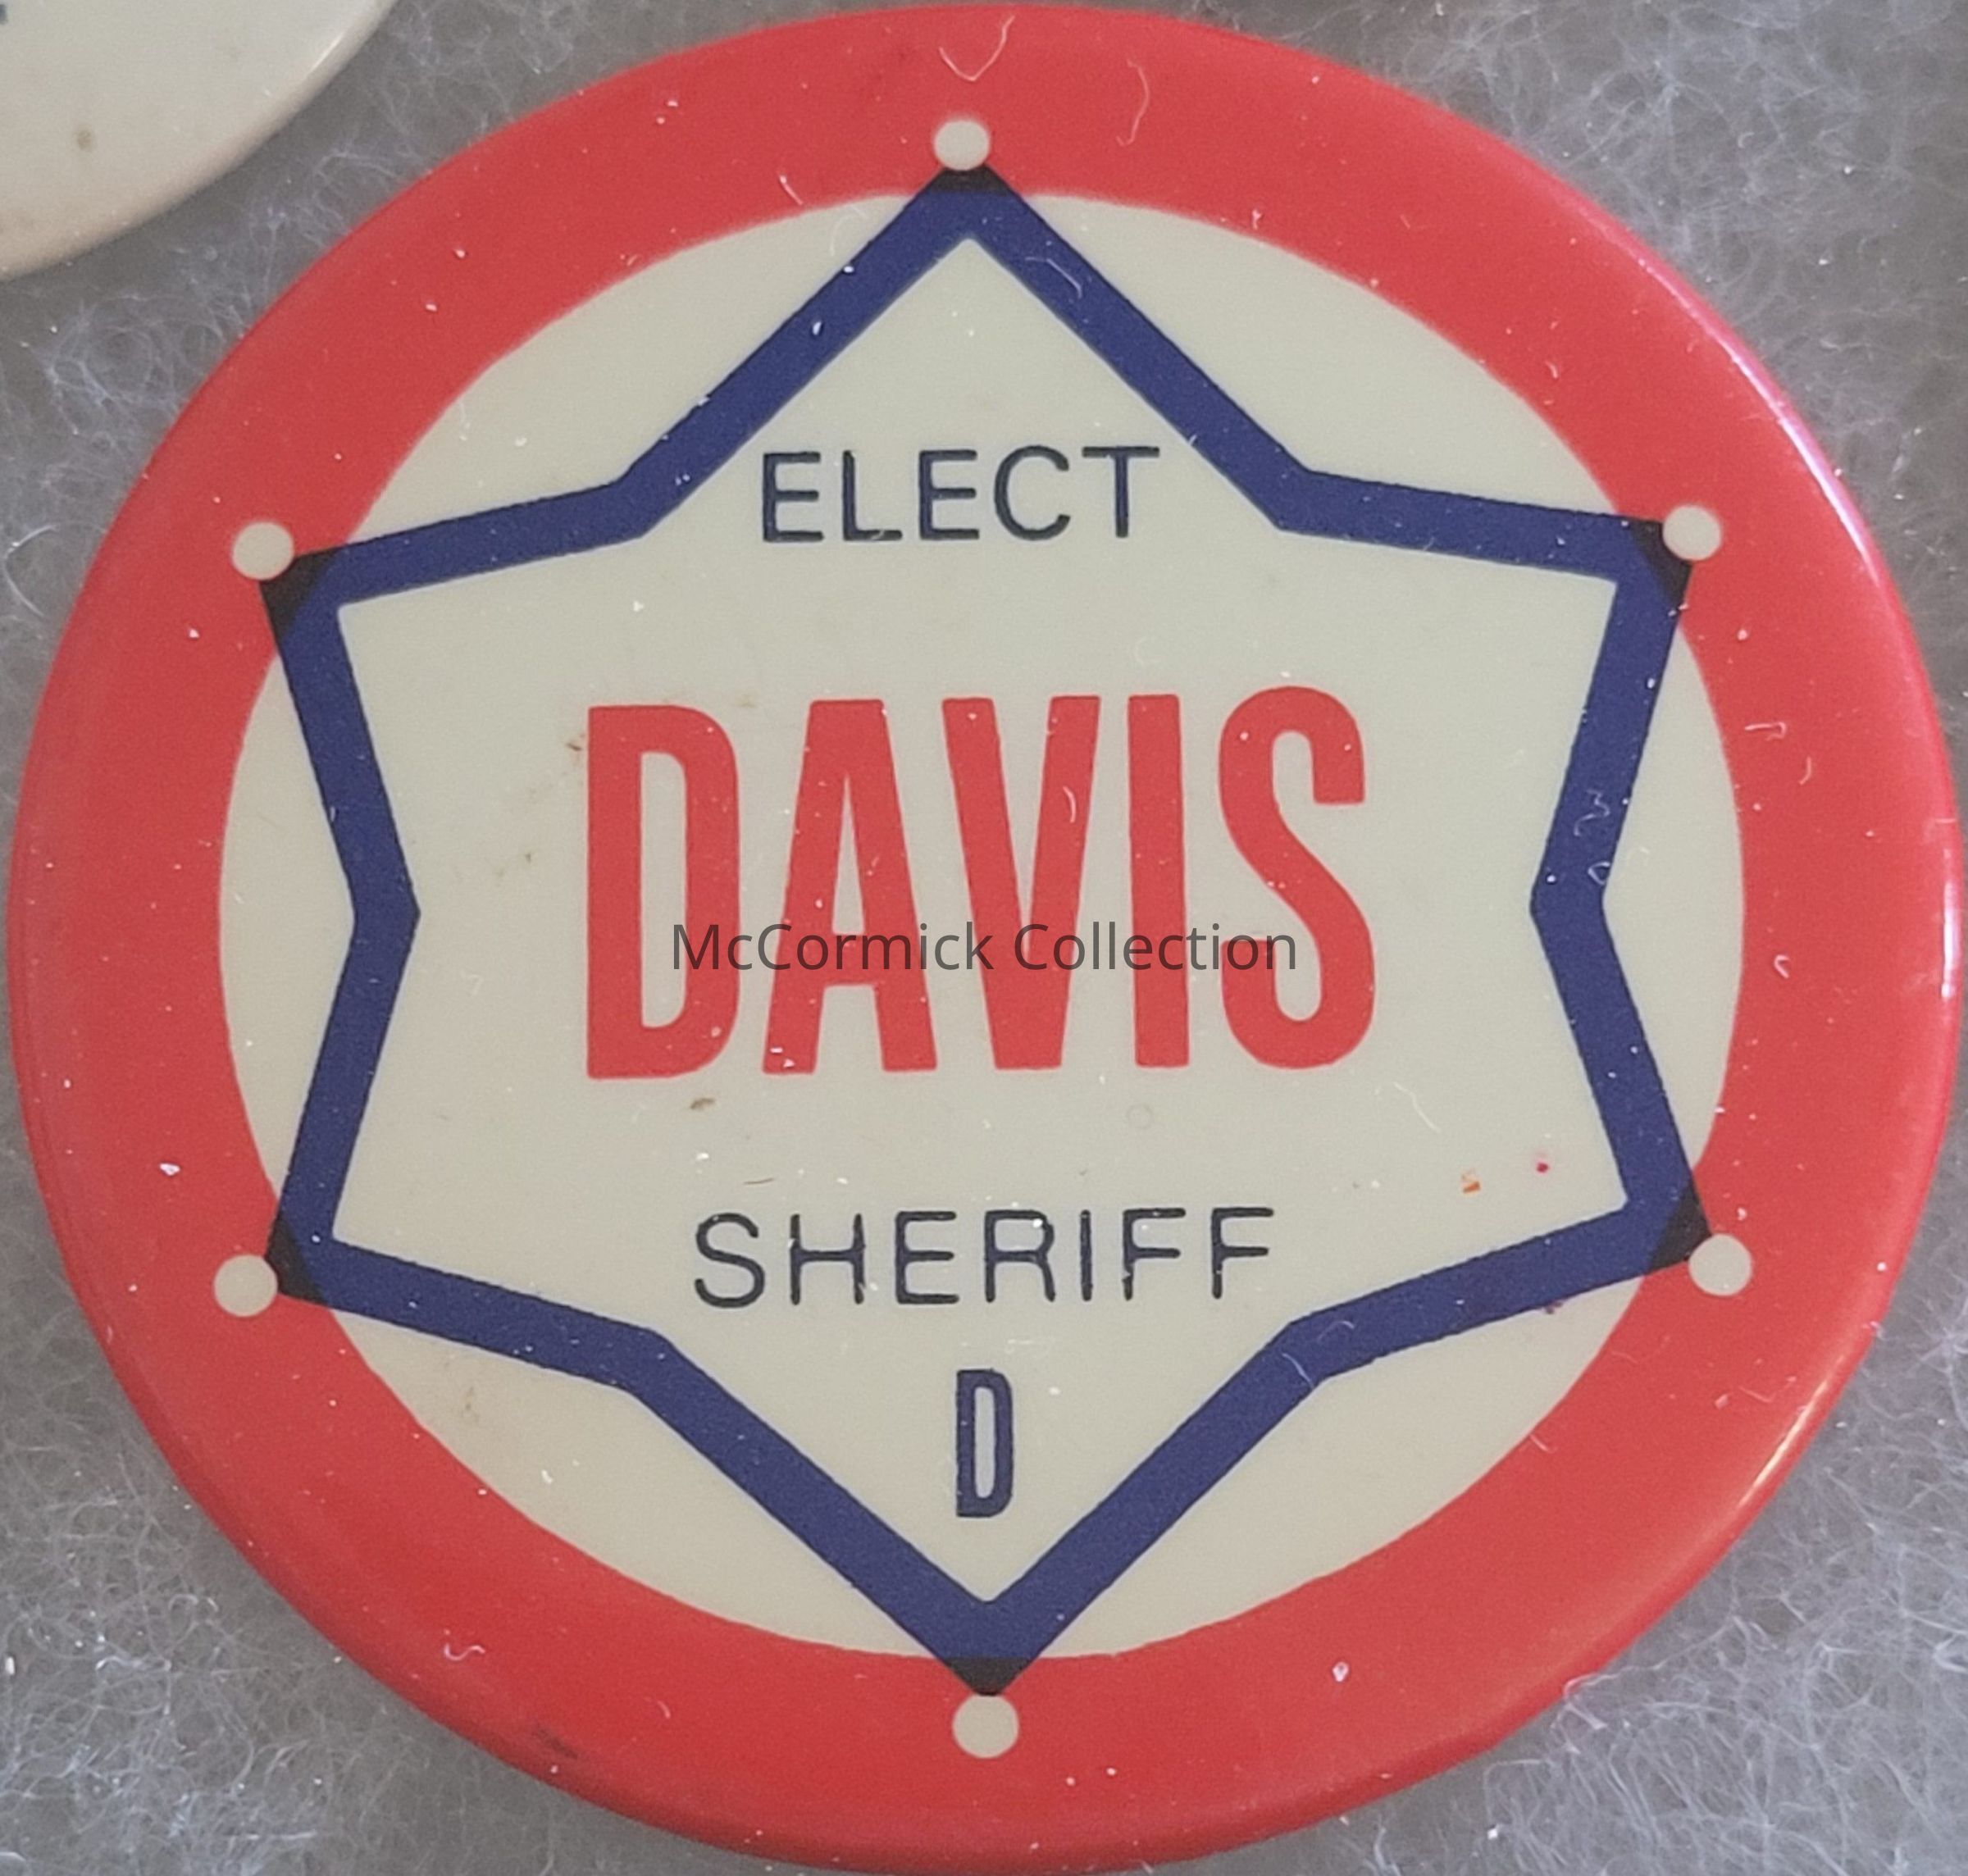 ELECT
DAVIS
McCormick Collection
SHERIFF
D